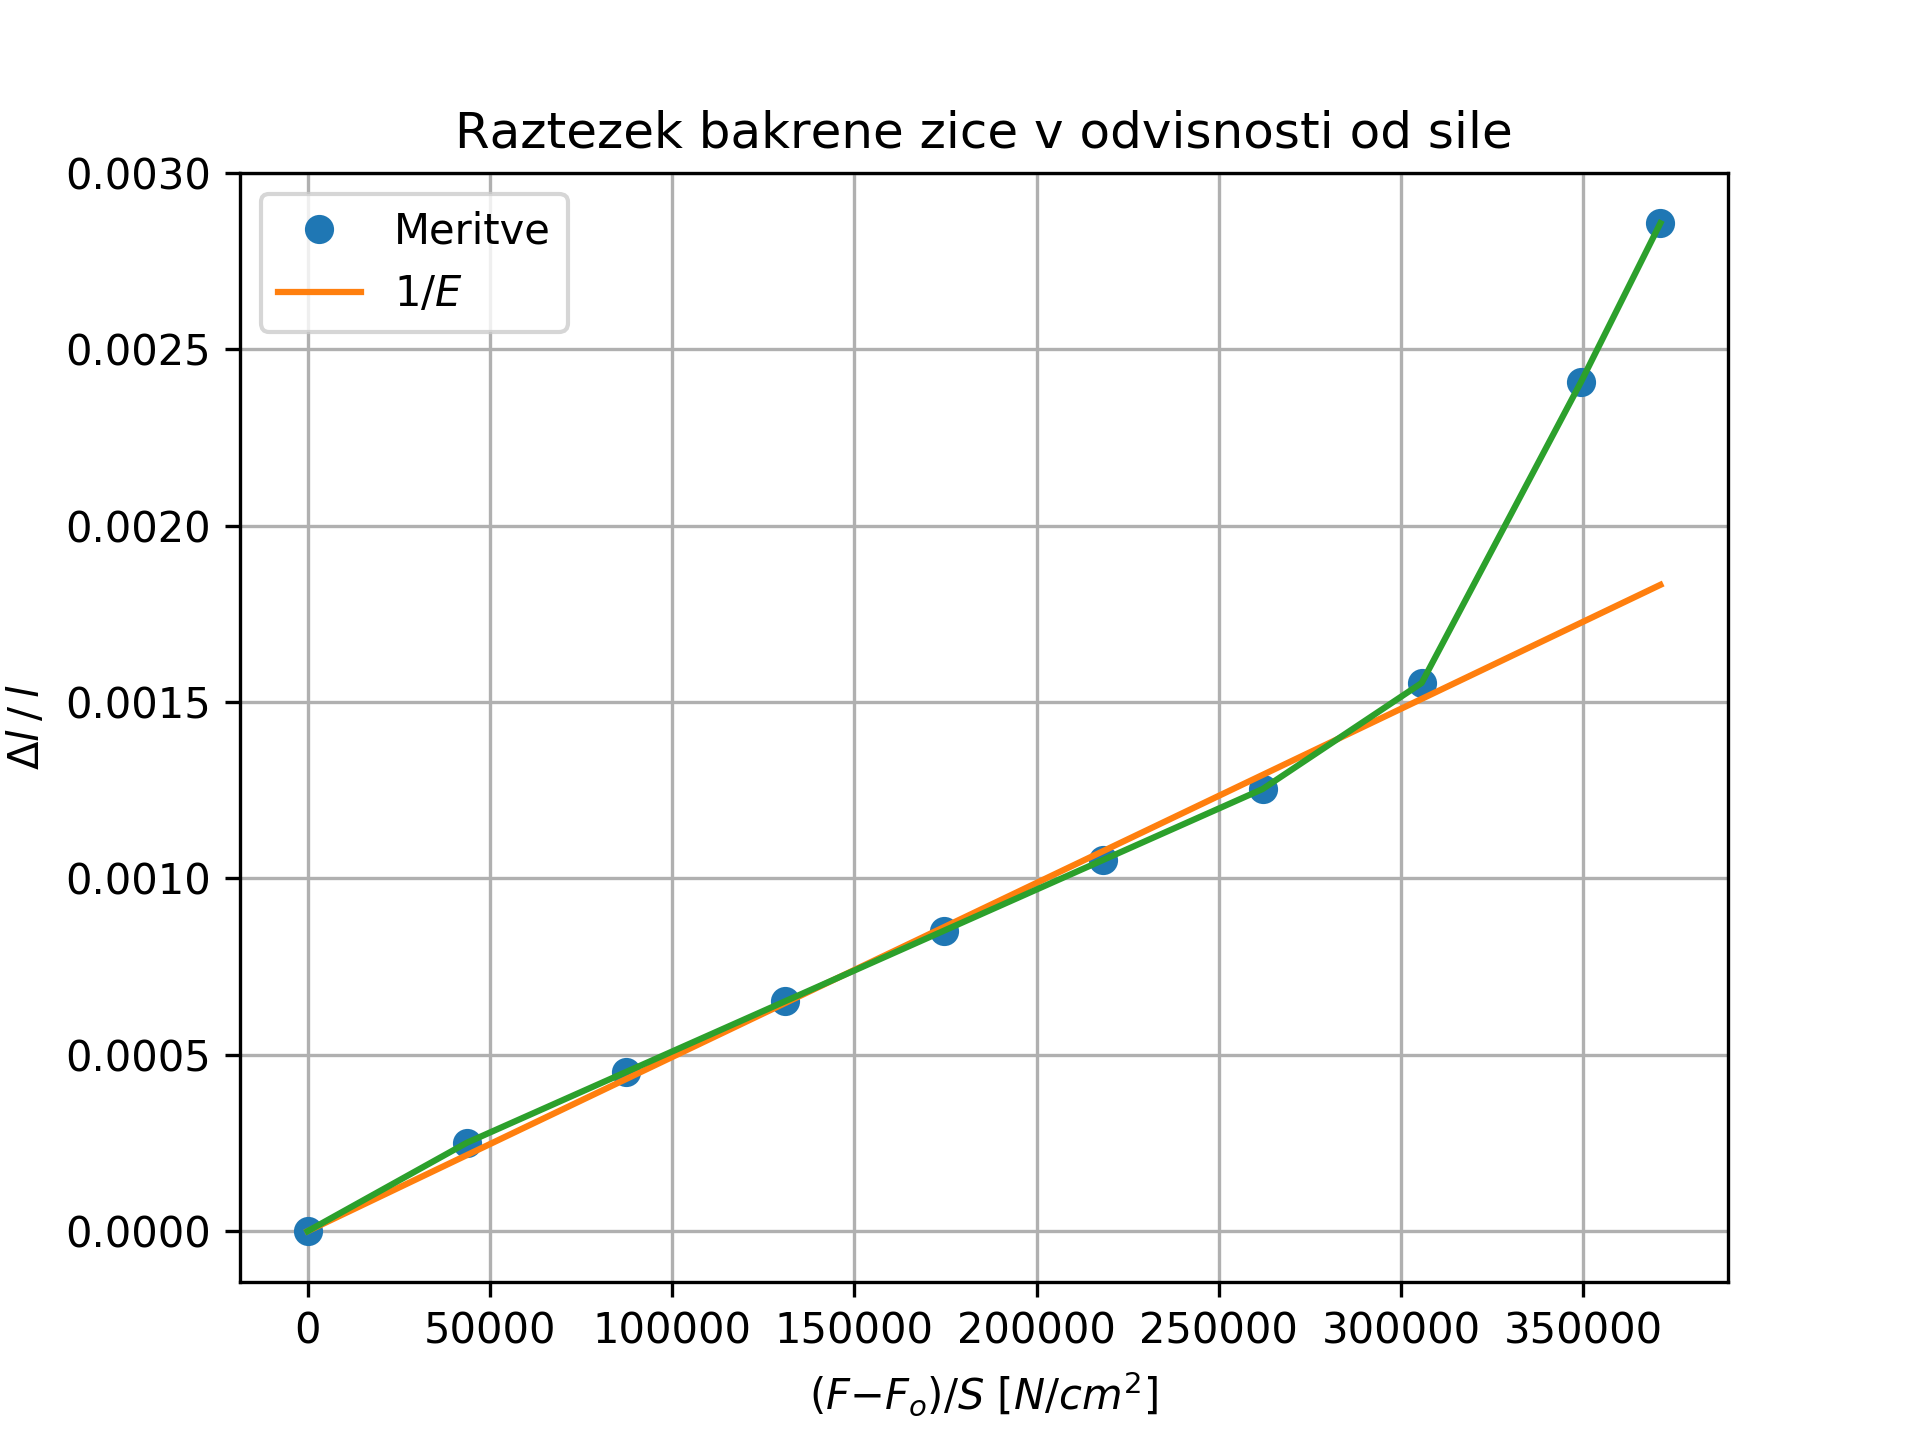 Raztezek bakrene zice v odvisnosti od sile
0.0030
0.0025
0.0020
0.0015
0.0010
0.0005
0.0000
Meritve
1/E
Δl / l
0 50000 100000 150000 200000 250000 300000 350000
(F−Fₒ)/S [N/cm²]